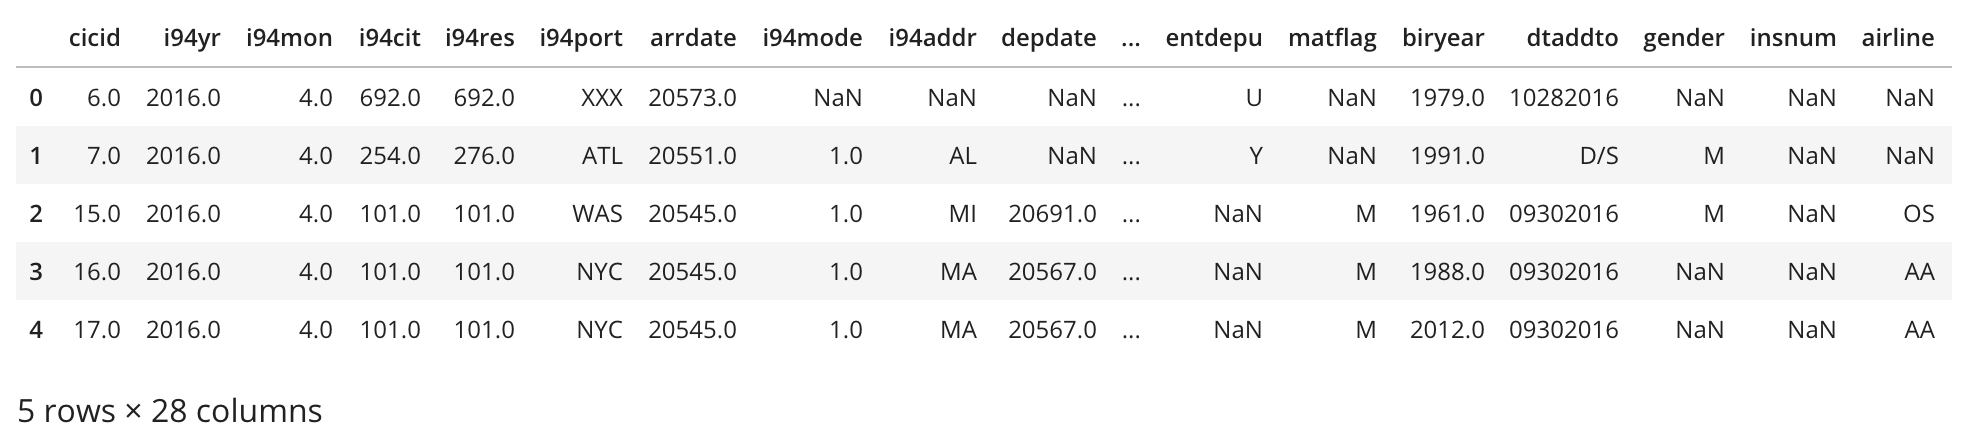 cicid i94yr i94mon i94cit i94res i94port arrdate i94mode i94addr depdate ... entdepu matflag biryear dtaddto gender insnum airline
0 6.0 2016.0 4.0 692.0 692.0 XXX 20573.0 NaN NaN NaN ... U NaN 1979.0 10282016 NaN NaN NaN
1 7.0 2016.0 4.0 254.0 276.0 ATL 20551.0 1.0 AL NaN ... Y NaN 1991.0 D/S M NaN NaN
2 15.0 2016.0 4.0 101.0 101.0 WAS 20545.0 1.0 MI 20691.0 ... NaN M 1961.0 09302016 M NaN OS
3 16.0 2016.0 4.0 101.0 101.0 NYC 20545.0 1.0 MA 20567.0 ... NaN M 1988.0 09302016 NaN NaN AA
4 17.0 2016.0 4.0 101.0 101.0 NYC 20545.0 1.0 MA 20567.0 ... NaN M 2012.0 09302016 NaN NaN AA
5 rows × 28 columns